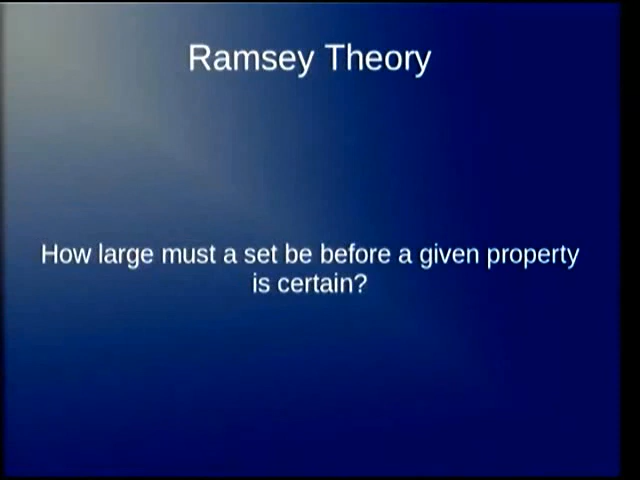 Ramsey Theory
How large must a set be before a given property
is certain?